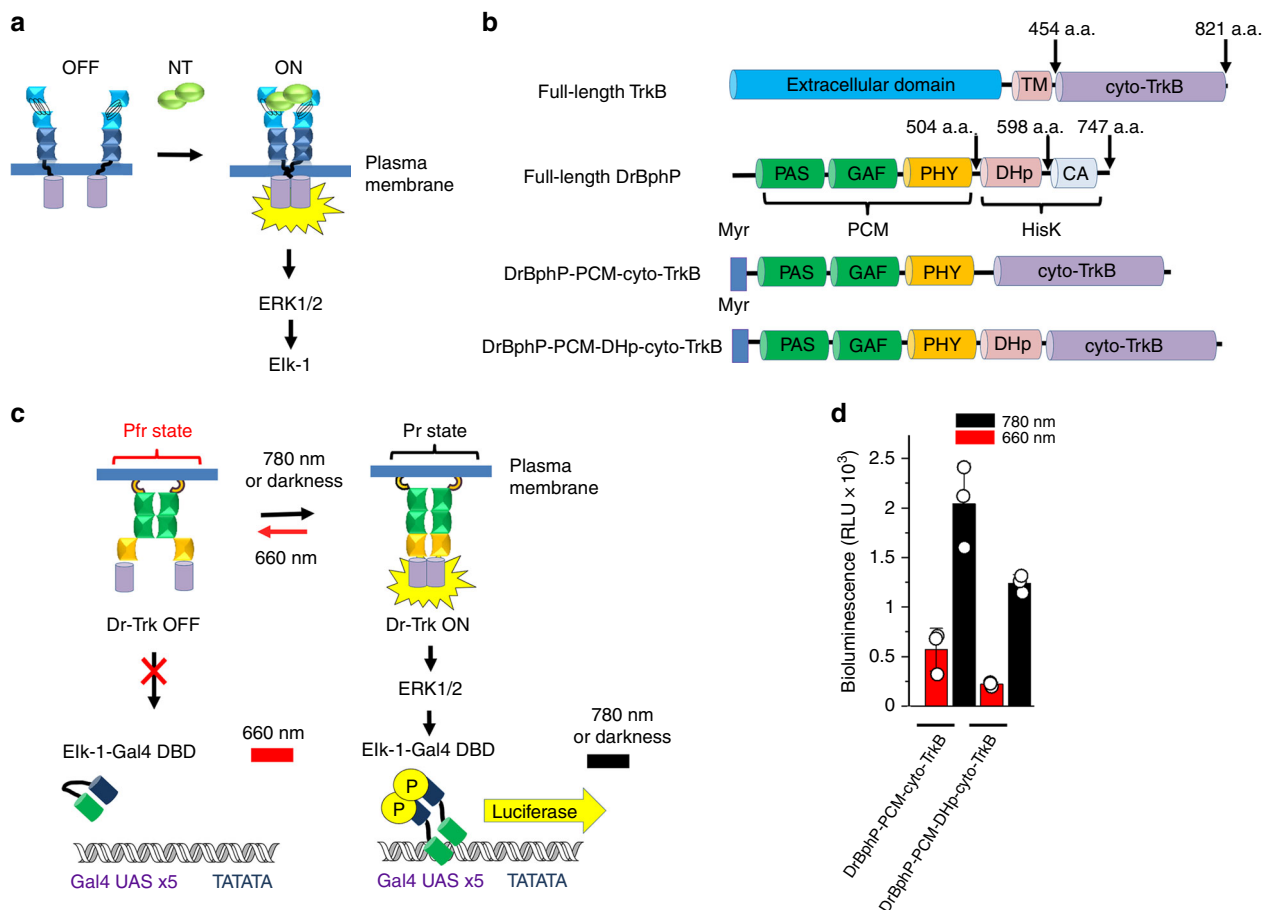 a
OFF
NT
ON
Plasma
membrane
ERK1/2
Elk-1
b
454 a.a.
821 a.a.
Full-length TrkB
Extracellular domain
TM
cyto-TrkB
504 a.a.
598 a.a.
747 a.a.
Full-length DrBphP
PAS
GAF
PHY
DHp
CA
Myr
PCM
HisK
DrBphP-PCM-cyto-TrkB
PAS
GAF
PHY
cyto-TrkB
Myr
DrBphP-PCM-DHp-cyto-TrkB
PAS
GAF
PHY
DHp
cyto-TrkB
c
Pfr state
780 nm
or darkness
660 nm
Pr state
Plasma
membrane
Dr-Trk OFF
Dr-Trk ON
ERK1/2
Elk-1-Gal4 DBD
660 nm
Elk-1-Gal4 DBD
780 nm
or darkness
P
P
Luciferase
Gal4 UAS x5
TATATA
Gal4 UAS x5
TATATA
d
780 nm
660 nm
Bioluminescence (RLU × 10³)
2.5
2
1.5
1
0.5
0
DrBphP-PCM-cyto-TrkB
DrBphP-PCM-DHp-cyto-TrkB